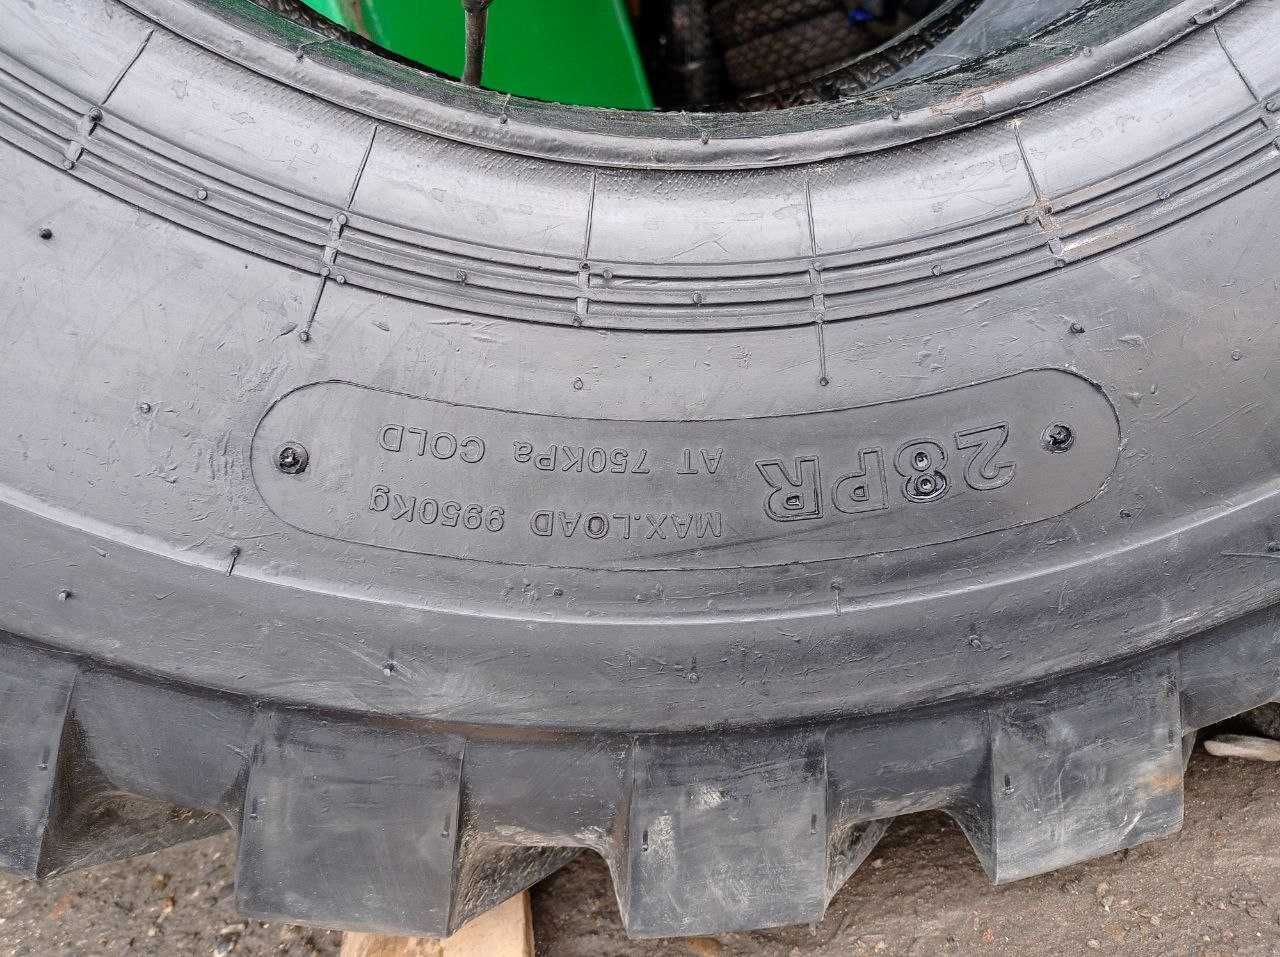 28PR
MAX.LOAD 9950Kg
AT 750KPa COLD